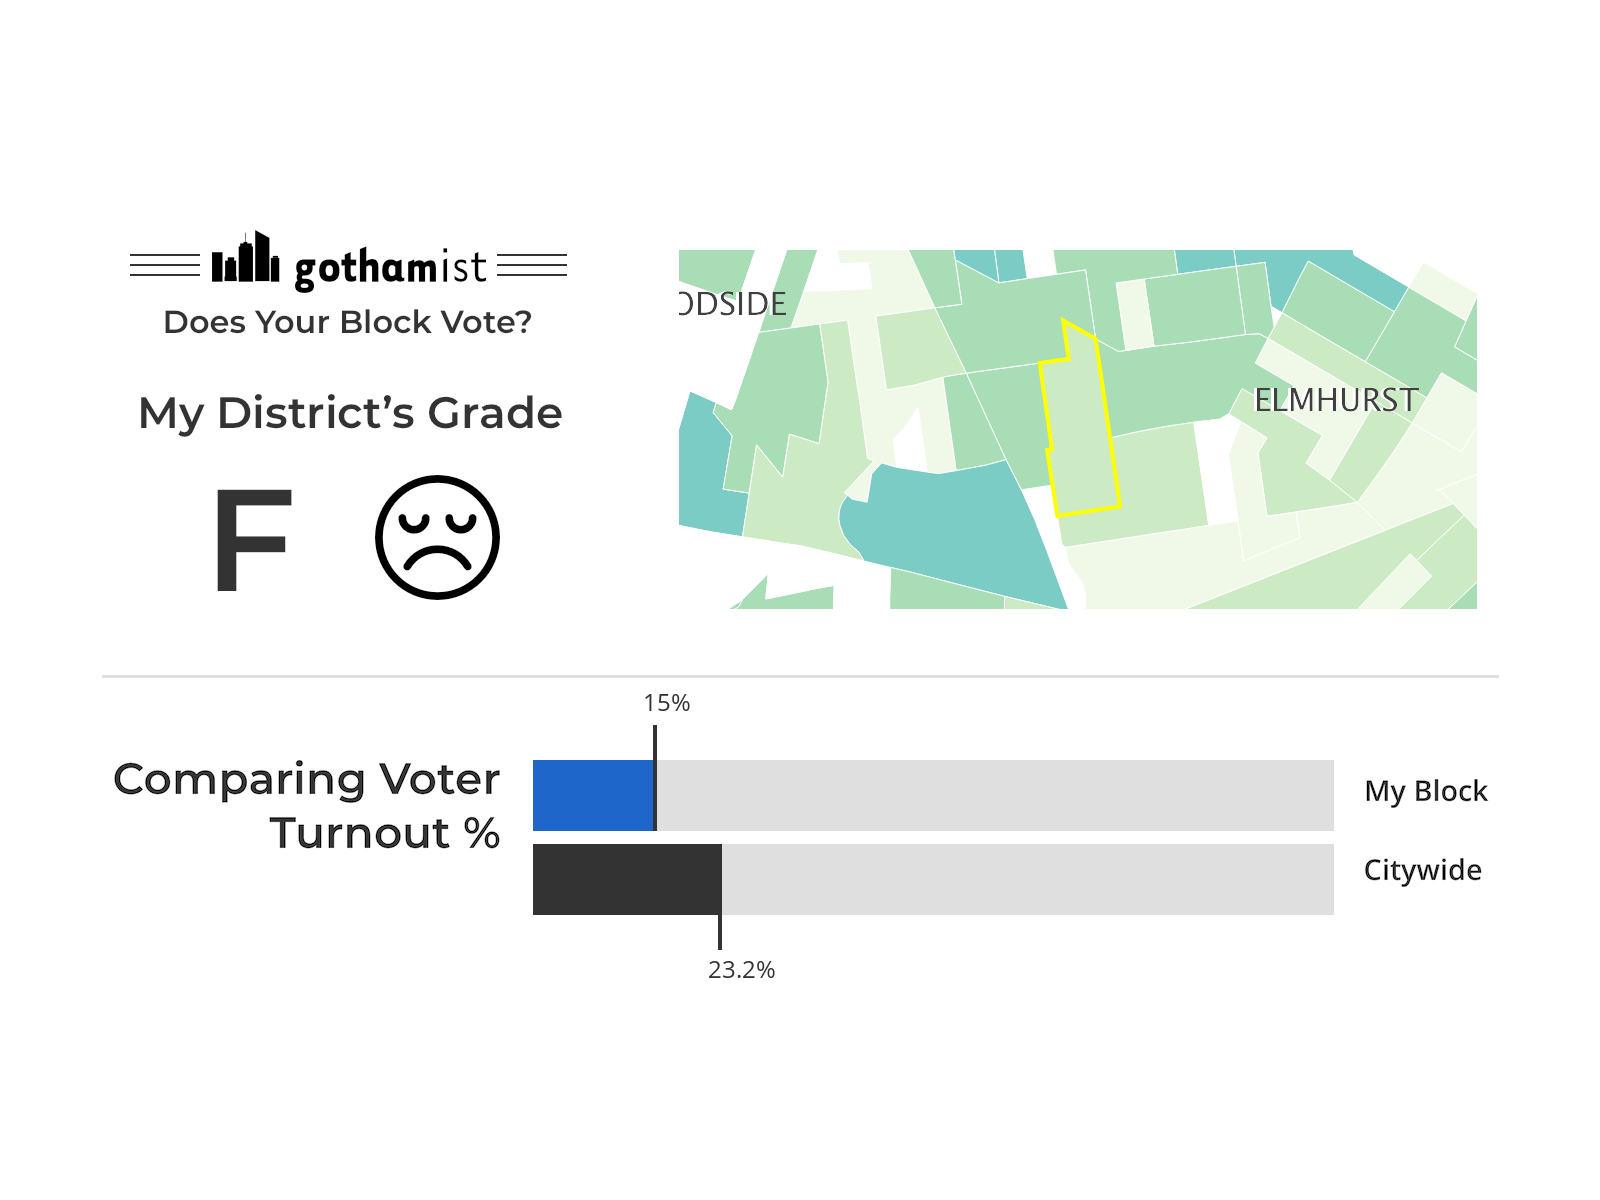 gothamist
Does Your Block Vote?
My District’s Grade
F
ODSIDE
ELMHURST
15%
Comparing Voter
Turnout %
My Block
Citywide
23.2%